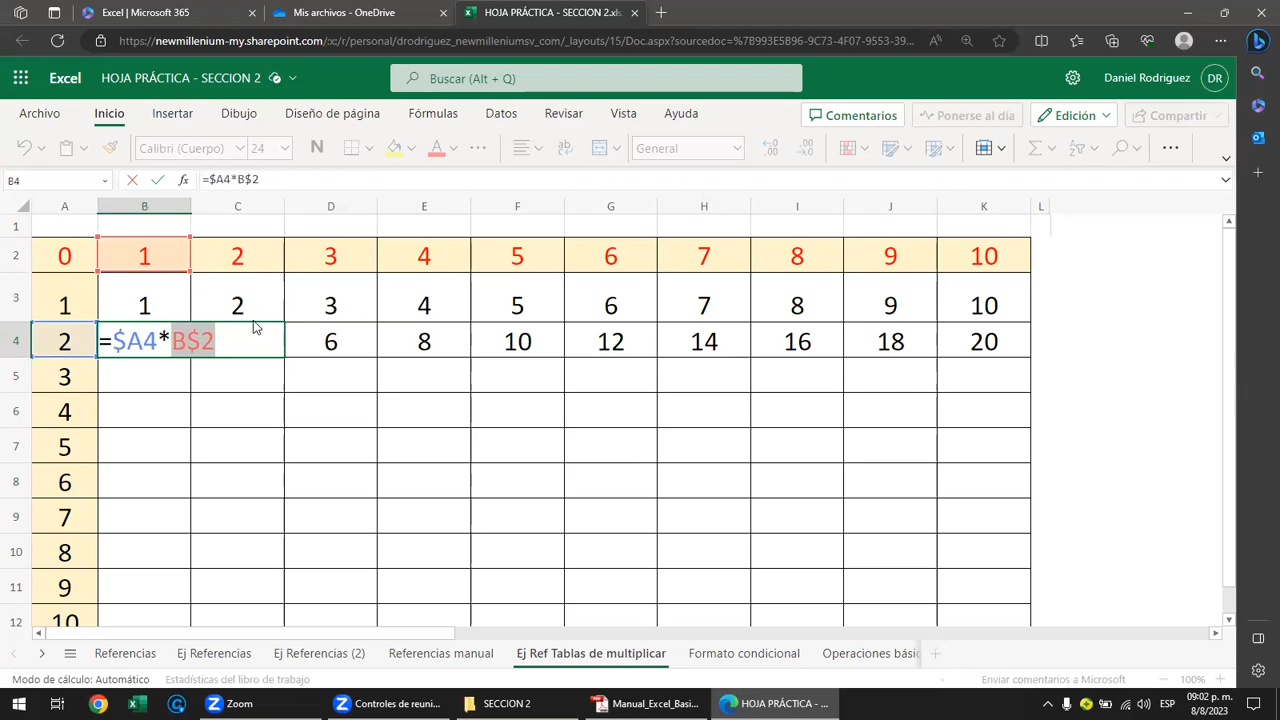 Excel | Microsoft 365
Mis archivos - OneDrive
HOJA PRÁCTICA - SECCION 2.xls
https://newmillenium-my.sharepoint.com/:x:/r/personal/drodriguez_newmilleniumsv_com/_layouts/15/Doc.aspx?sourcedoc=%7B993E5B96-9C73-4F07-9553-39...
Excel
HOJA PRÁCTICA - SECCION 2
Buscar (Alt + Q)
Daniel Rodriguez
DR
Archivo Inicio Insertar Dibujo Diseño de página Fórmulas Datos Revisar Vista Ayuda
Comentarios
Ponerse al día
Edición
Compartir
Calibri (Cuerpo) 24 N A General
B4 fx =$A4*B$2
A B C D E F G H I J K L
1
2 0 1 2 3 4 5 6 7 8 9 10
3 1 1 2 3 4 5 6 7 8 9 10
4 2 =$A4*B$2 6 8 10 12 14 16 18 20
5 3
6 4
7 5
8 6
9 7
10 8
11 9
12 10
Referencias Ej Referencias Ej Referencias (2) Referencias manual Ej Ref Tablas de multiplicar Formato condicional Operaciones bási
Modo de cálculo: Automático Estadísticas del libro de trabajo Enviar comentarios a Microsoft 100%
Zoom
Controles de reuni...
SECCION 2
Manual_Excel_Basi...
HOJA PRÁCTICA - ...
ESP
09:02 p. m.
8/8/2023